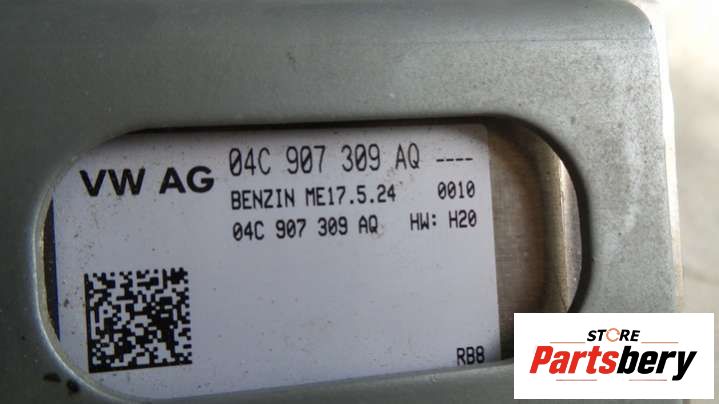 VW AG 04C 907 309 AQ ----
BENZIN ME17.5.24 0010
04C 907 309 AQ HW: H20
RB8
STORE
Partsbery